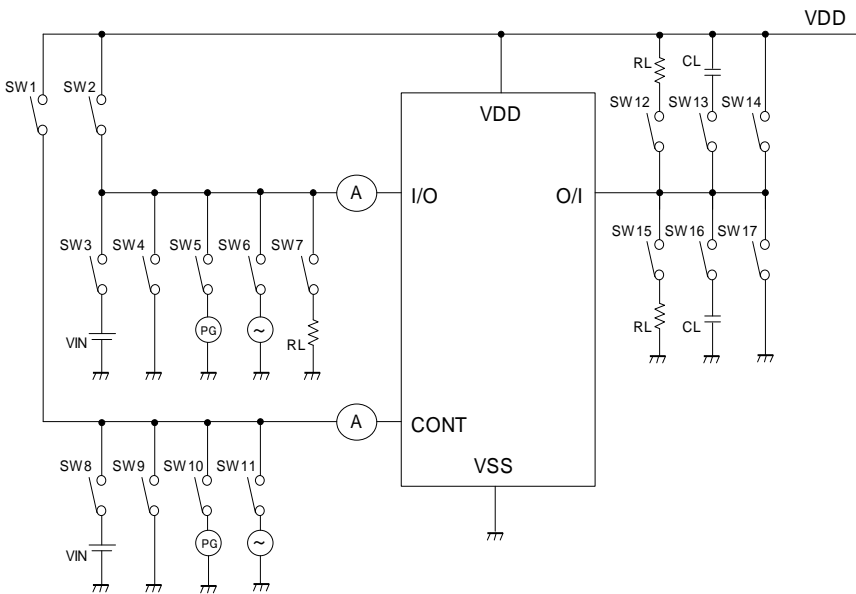 VDD
SW1 SW2
RL CL
SW12 SW13 SW14
VDD
A I/O O/I
SW3 SW4 SW5 SW6 SW7
SW15 SW16 SW17
PG ~
VIN RL
RL CL
A CONT
VSS
SW8 SW9 SW10 SW11
PG ~
VIN